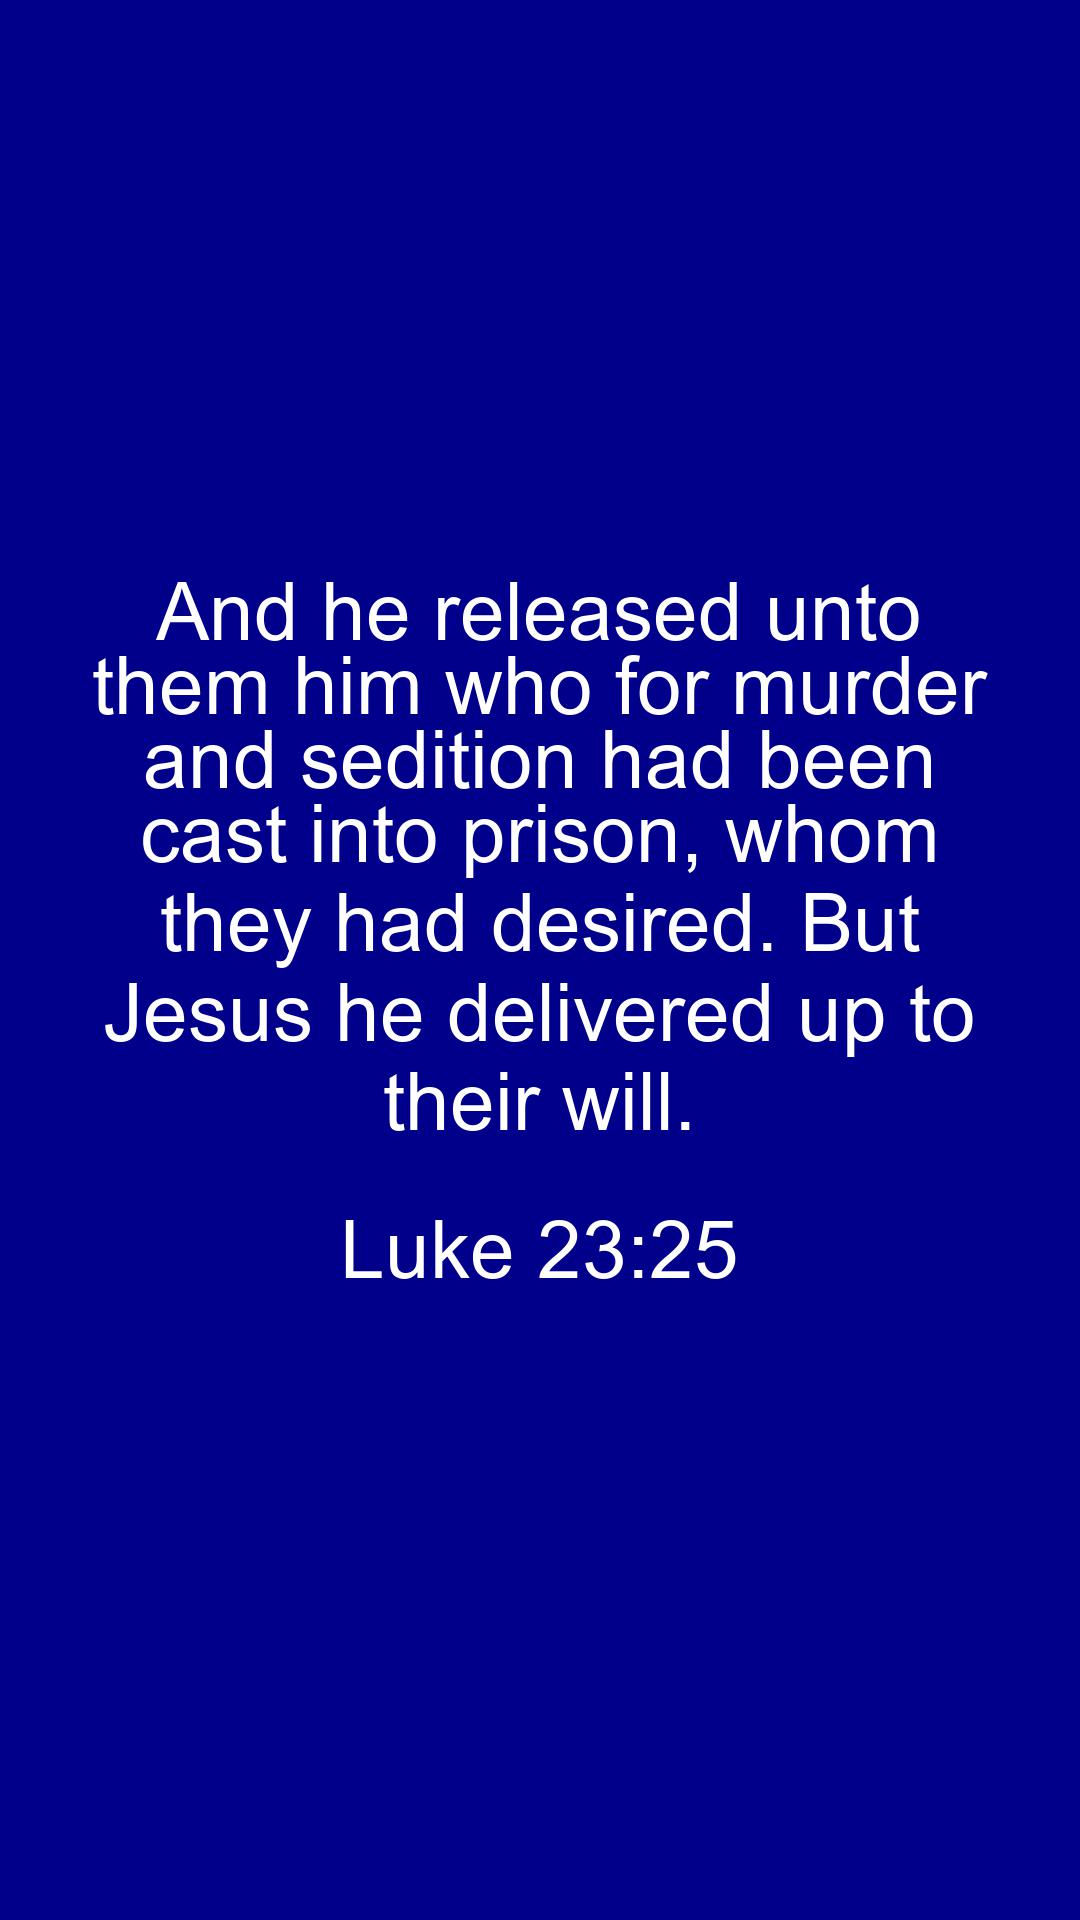 And he released unto
them him who for murder
and sedition had been
cast into prison, whom
they had desired. But
Jesus he delivered up to
their will.
Luke 23:25